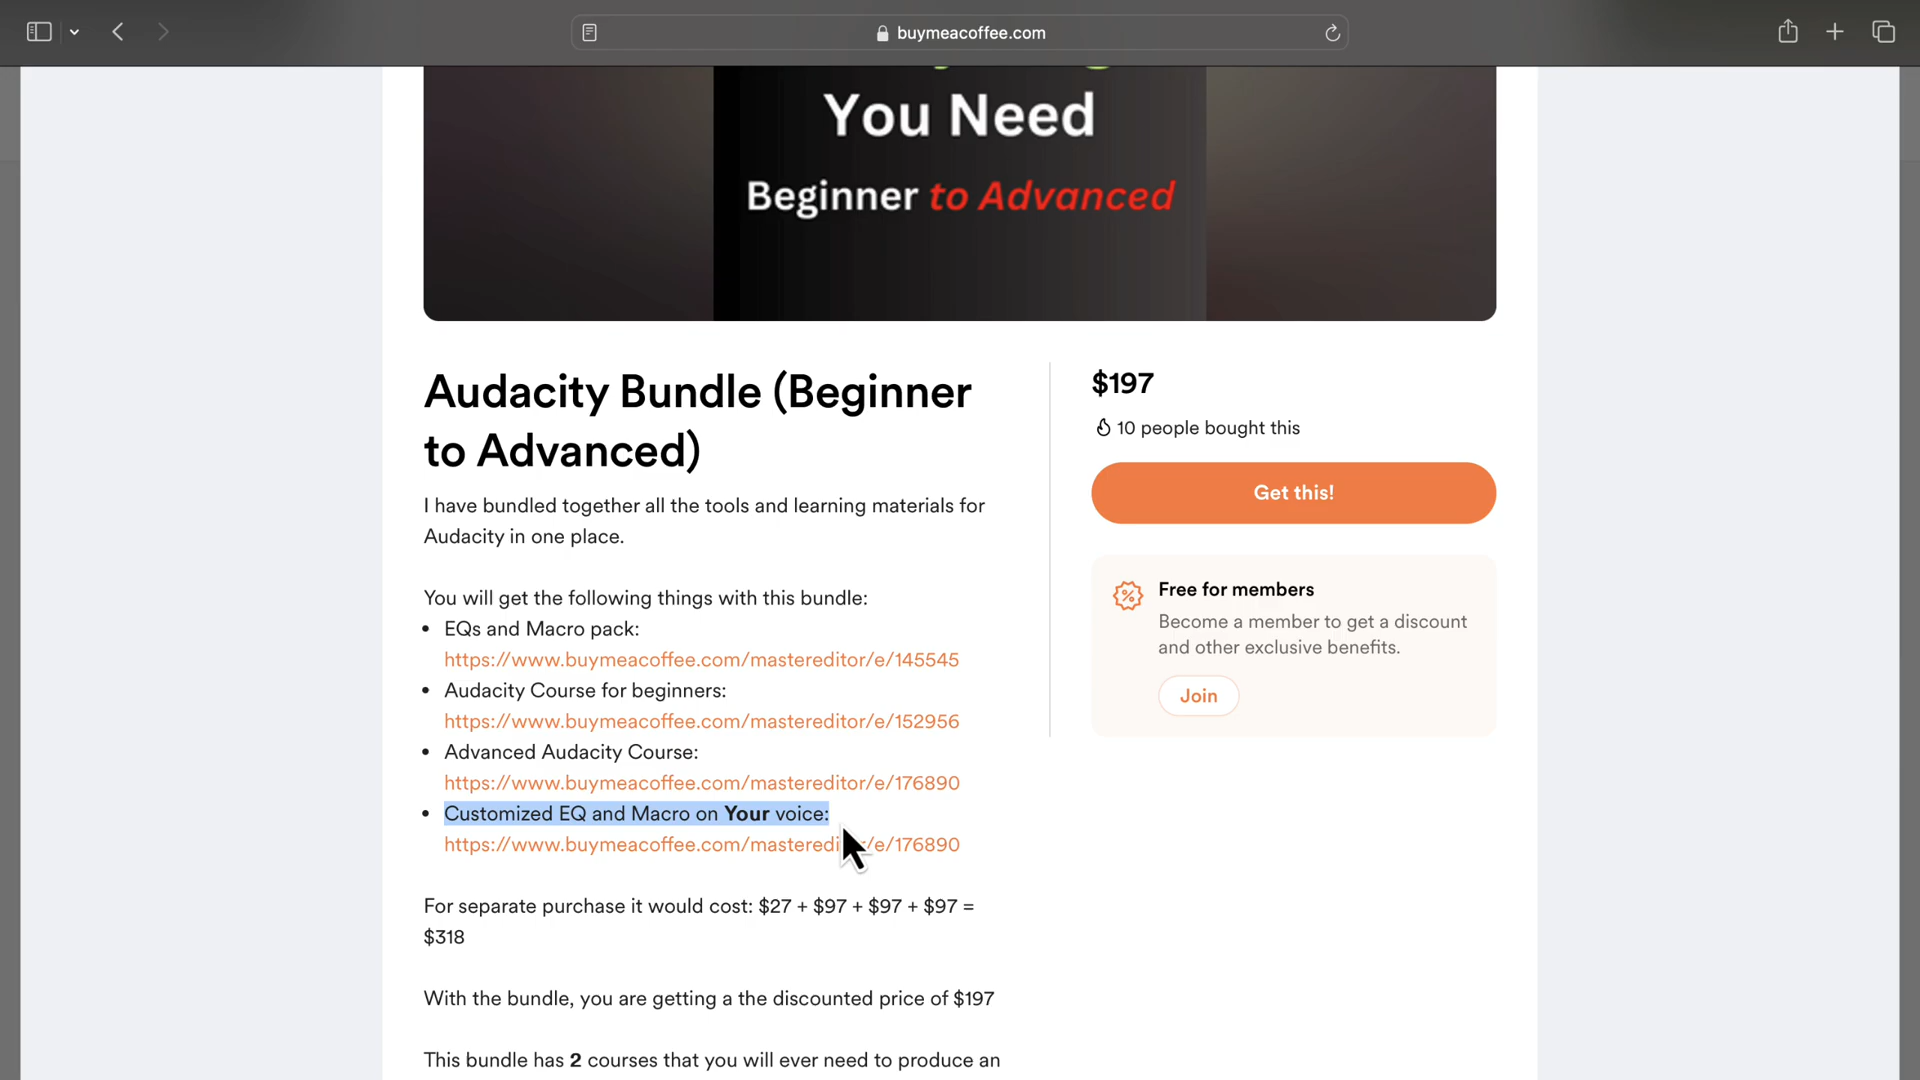 buymeacoffee.com
You Need
Beginner to Advanced
Audacity Bundle (Beginner
to Advanced)
I have bundled together all the tools and learning materials for
Audacity in one place.
You will get the following things with this bundle:
• EQs and Macro pack:
https://www.buymeacoffee.com/mastereditor/e/145545
• Audacity Course for beginners:
https://www.buymeacoffee.com/mastereditor/e/152956
• Advanced Audacity Course:
https://www.buymeacoffee.com/mastereditor/e/176890
• Customized EQ and Macro on Your voice:
https://www.buymeacoffee.com/mastereditor/e/176890
For separate purchase it would cost: $27 + $97 + $97 + $97 =
$318
With the bundle, you are getting a the discounted price of $197
This bundle has 2 courses that you will ever need to produce an
$197
10 people bought this
Get this!
Free for members
Become a member to get a discount
and other exclusive benefits.
Join